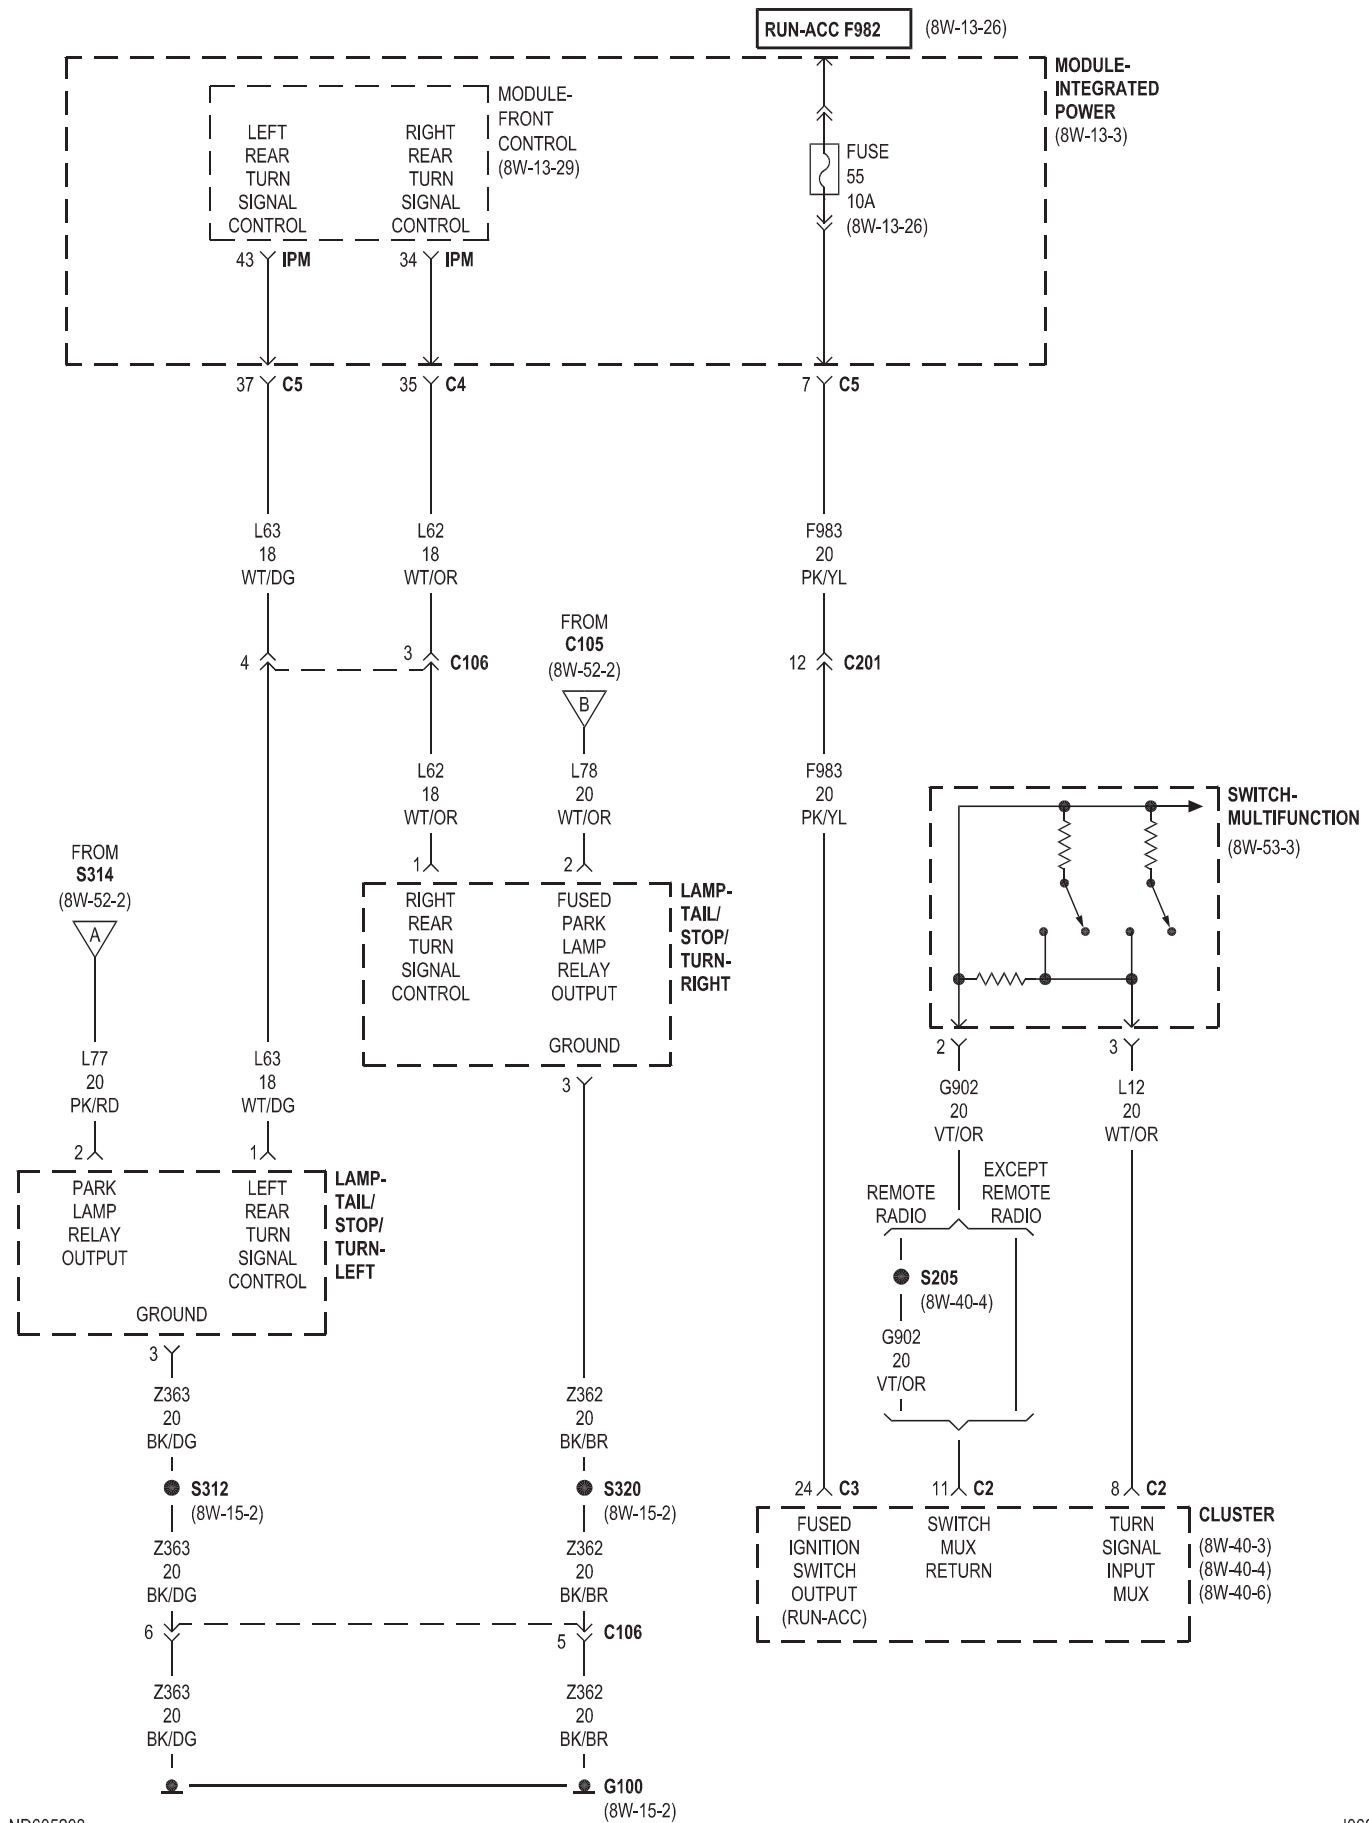 RUN-ACC F982 (8W-13-26)
MODULE-
INTEGRATED
POWER
(8W-13-3)
MODULE-
FRONT
CONTROL
(8W-13-29)
LEFT
REAR
TURN
SIGNAL
CONTROL
RIGHT
REAR
TURN
SIGNAL
CONTROL
FUSE
55
10A
(8W-13-26)
43 IPM
34 IPM
37 C5
35 C4
7 C5
L63
18
WT/DG
L62
18
WT/OR
F983
20
PK/YL
FROM
C105
(8W-52-2)
B
4
3 C106
12 C201
L62
18
WT/OR
L78
20
WT/OR
F983
20
PK/YL
SWITCH-
MULTIFUNCTION
(8W-53-3)
FROM
S314
(8W-52-2)
A
1
2
RIGHT
REAR
TURN
SIGNAL
CONTROL
FUSED
PARK
LAMP
RELAY
OUTPUT
GROUND
LAMP-
TAIL/
STOP/
TURN-
RIGHT
3
2
3
L77
20
PK/RD
L63
18
WT/DG
G902
20
VT/OR
L12
20
WT/OR
2
1
PARK
LAMP
RELAY
OUTPUT
LEFT
REAR
TURN
SIGNAL
CONTROL
GROUND
LAMP-
TAIL/
STOP/
TURN-
LEFT
REMOTE
RADIO
EXCEPT
REMOTE
RADIO
S205
(8W-40-4)
G902
20
VT/OR
3
Z363
20
BK/DG
Z362
20
BK/BR
S312
(8W-15-2)
S320
(8W-15-2)
24 C3
11 C2
8 C2
FUSED
IGNITION
SWITCH
OUTPUT
(RUN-ACC)
SWITCH
MUX
RETURN
TURN
SIGNAL
INPUT
MUX
CLUSTER
(8W-40-3)
(8W-40-4)
(8W-40-6)
Z363
20
BK/DG
Z362
20
BK/BR
6
5 C106
Z363
20
BK/DG
Z362
20
BK/BR
G100
(8W-15-2)